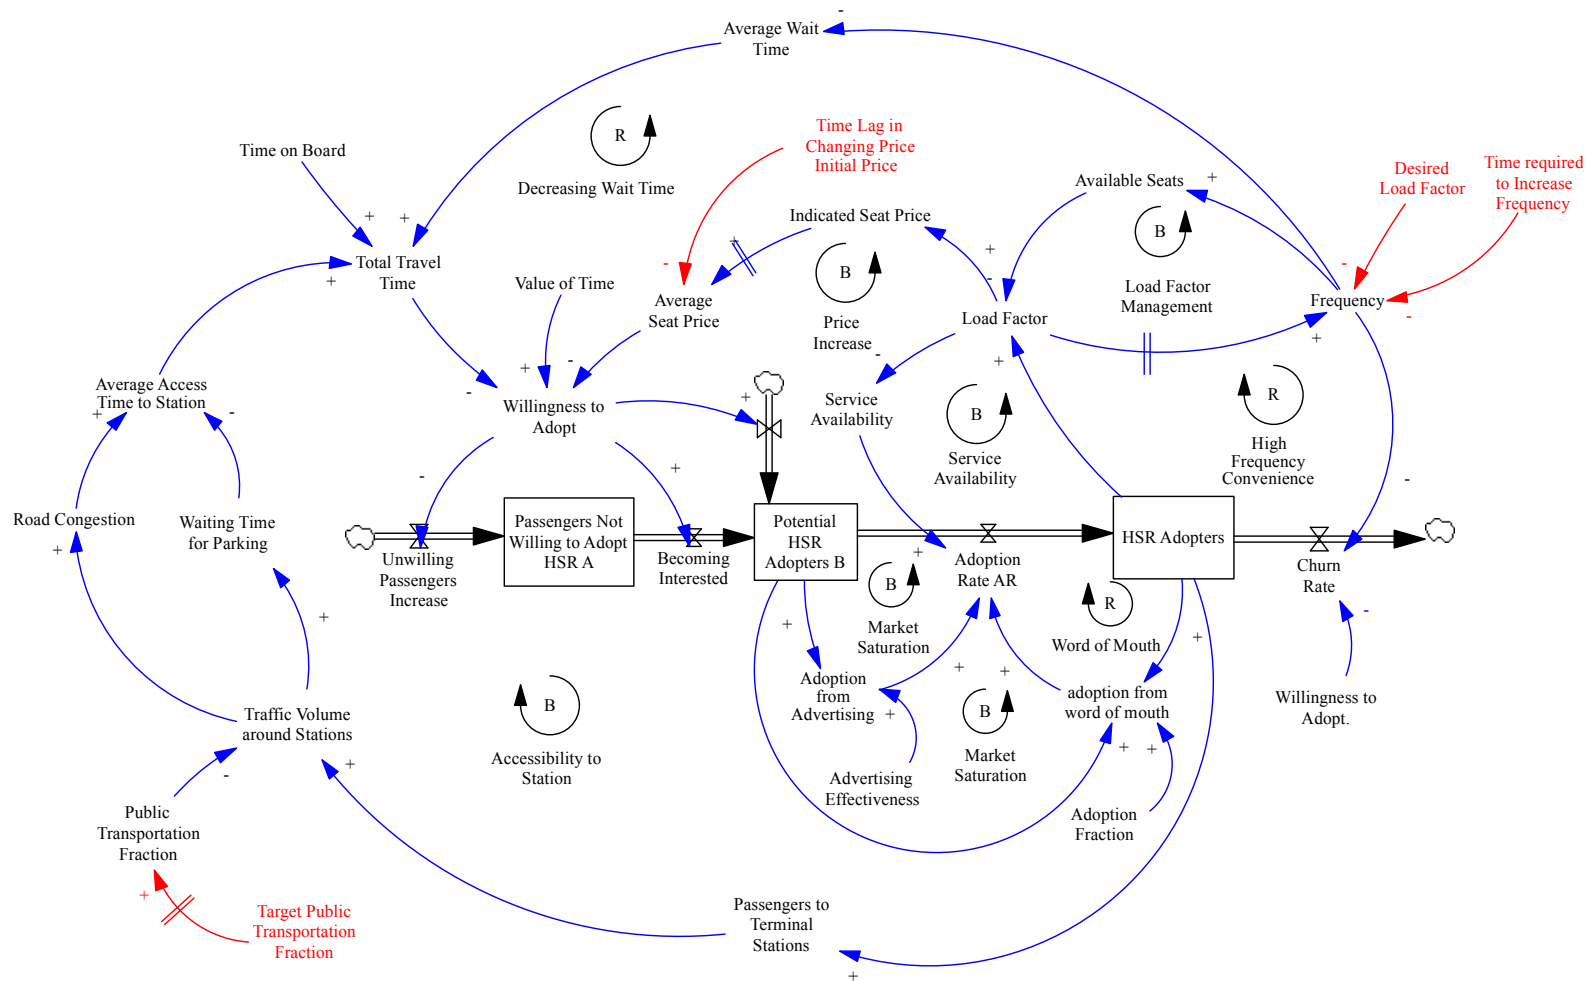 Average Wait
Time
-
R
Decreasing Wait Time
Time on Board
+
+
Time Lag in
Changing Price
Initial Price
Desired
Load Factor
Time required
to Increase
Frequency
Available Seats
+
B
Load Factor
Management
Indicated Seat Price
+
B
Price
Increase
+
-
-
-
-
Total Travel
Time
+
Value of Time
Average
Seat Price
Load Factor
Frequency
+
+
-
-
+
-
Average Access
Time to Station
+
-
Willingness to
Adopt
+
Service
Availability
B
Service
Availability
R
High
Frequency
Convenience
-
+
-
Road Congestion
+
Waiting Time
for Parking
Passengers Not
Willing to Adopt
HSR A
Potential
HSR
Adopters B
HSR Adopters
Unwilling
Passengers
Increase
Becoming
Interested
+
Adoption
Rate AR
Churn
Rate
B
Market
Saturation
R
Word of Mouth
-
+
+
+
+
+
Adoption
from
Advertising
+
B
Market
Saturation
adoption from
word of mouth
+
+
Willingness to
Adopt.
Traffic Volume
around Stations
B
Accessibility to
Station
+
-
Advertising
Effectiveness
Adoption
Fraction
Public
Transportation
Fraction
+
Target Public
Transportation
Fraction
Passengers to
Terminal
Stations
+